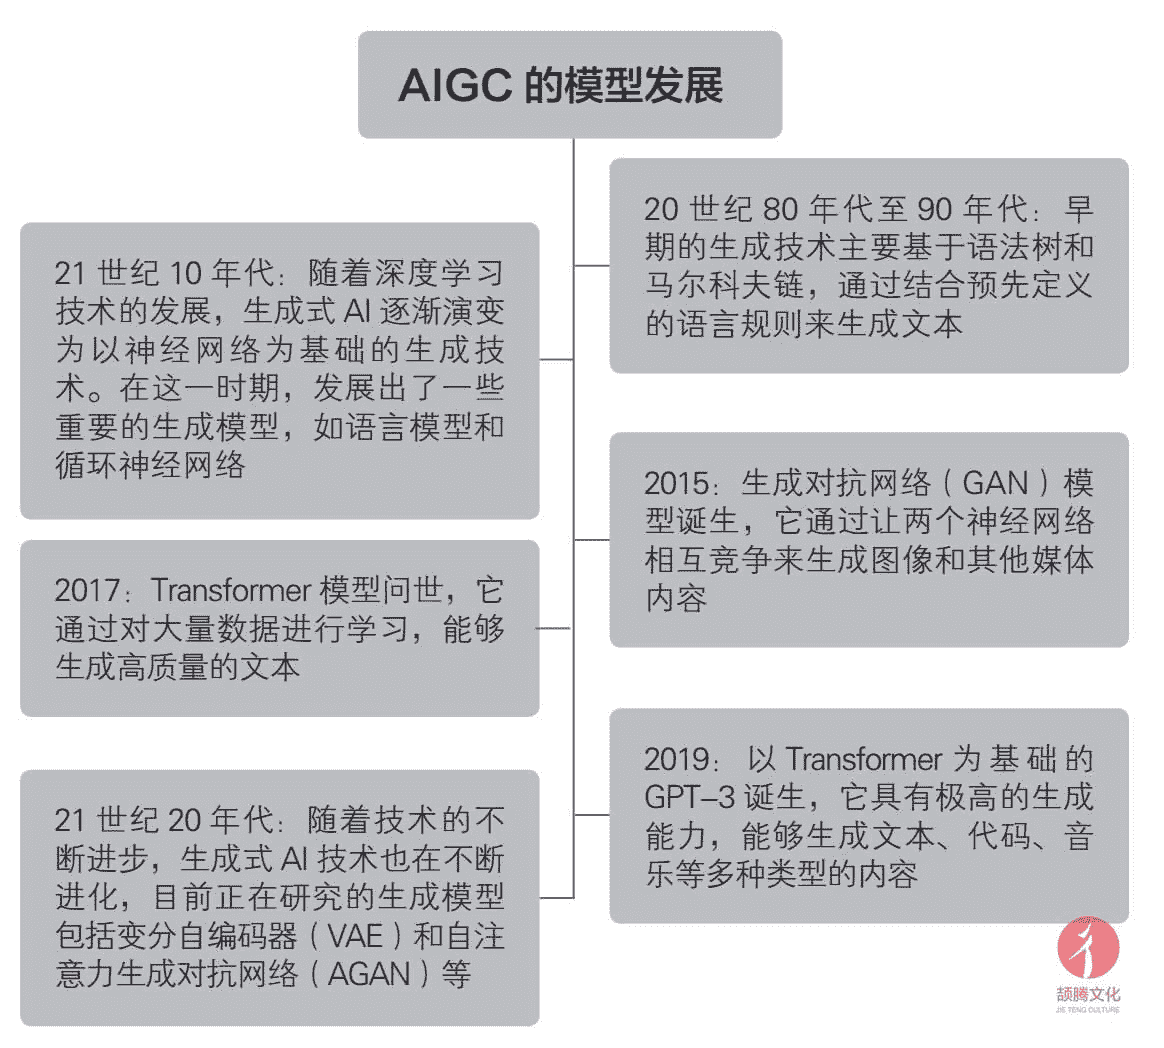 AIGC 的模型发展
20 世纪 80 年代至 90 年代：早
期的生成技术主要基于语法树和
马尔科夫链，通过结合预先定义
的语言规则来生成文本
21 世纪 10 年代：随着深度学习
技术的发展，生成式 AI 逐渐演变
为以神经网络为基础的生成技
术。在这一时期，发展出了一些
重要的生成模型，如语言模型和
循环神经网络
2015：生成对抗网络（GAN）模
型诞生，它通过让两个神经网络
相互竞争来生成图像和其他媒体
内容
2017：Transformer 模型问世，它
通过对大量数据进行学习，能够
生成高质量的文本
2019：以 Transformer 为基础的
GPT-3 诞生，它具有极高的生成
能力，能够生成文本、代码、音
乐等多种类型的内容
21 世纪 20 年代：随着技术的不
断进步，生成式 AI 技术也在不断
进化，目前正在研究的生成模型
包括变分自编码器（VAE）和自注
意力生成对抗网络（AGAN）等
颉腾文化
JIE TENG CULTURE